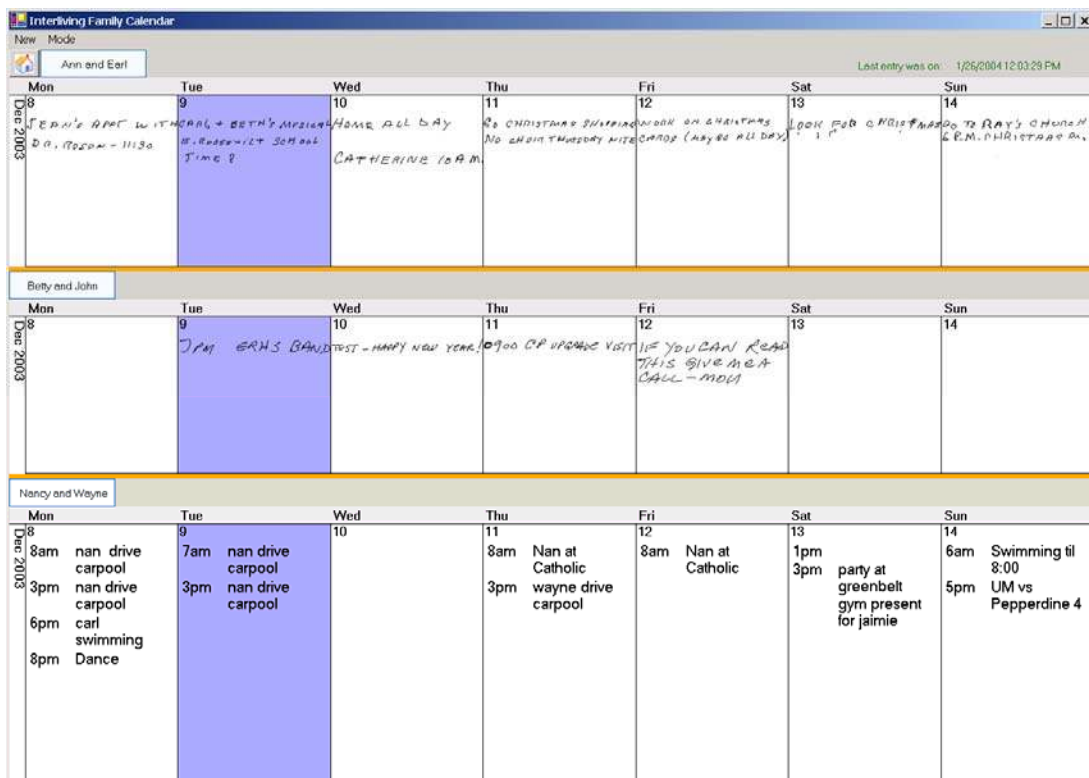 Interliving Family Calendar
New Mode
Ann and Earl
Last entry was on: 1/26/2004 12:03:29 PM
Mon Tue Wed Thu Fri Sat Sun
Dec 2003
8 9 10 11 12 13 14
JEAN'S APPT WITH
DR. ROSEN - 1130
CARL + BETH'S MUSICAL
E. ROOSEVELT SCHOOL
TIME ?
HOME ALL DAY
CATHERINE 10 A.M.
GO CHRISTMAS SHOPPING
NO CHOIR THURSDAY NITE
WORK ON CHRISTMAS
CARDS (MAYBE ALL DAY)
LOOK FOR CHRISTMAS
GO TO RAY'S CHURCH
6 P.M. CHRISTMAS
Betty and John
Mon Tue Wed Thu Fri Sat Sun
Dec 2003
8 9 10 11 12 13 14
7PM ERHS BAND
TEST - HAPPY NEW YEAR!
0900 CP UPGRADE VISIT
IF YOU CAN READ
THIS GIVE ME A
CALL - MOM
Nancy and Wayne
Mon Tue Wed Thu Fri Sat Sun
Dec 2003
8 9 10 11 12 13 14
8am nan drive
carpool
3pm nan drive
carpool
6pm carl
swimming
8pm Dance
7am nan drive
carpool
3pm nan drive
carpool
8am Nan at
Catholic
3pm wayne drive
carpool
8am Nan at
Catholic
1pm
3pm party at
greenbelt
gym present
for jaimie
6am Swimming til
8:00
5pm UM vs
Pepperdine 4